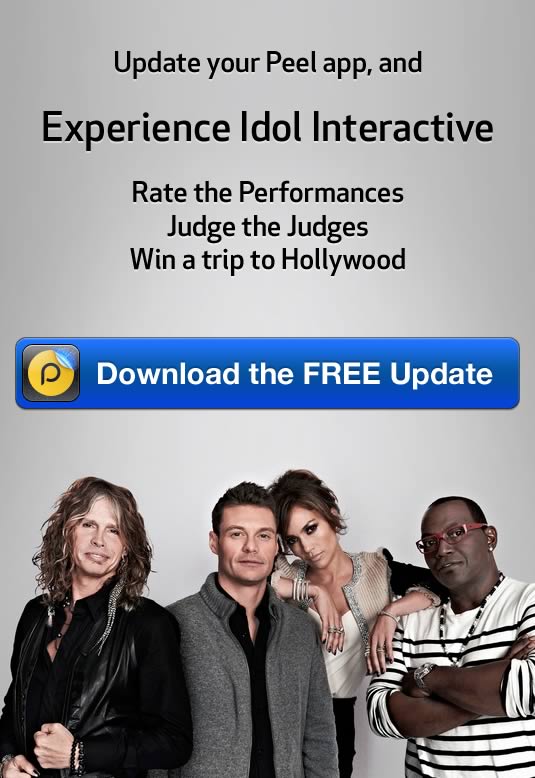 Update your Peel app, and
Experience Idol Interactive
Rate the Performances
Judge the Judges
Win a trip to Hollywood
Download the FREE Update